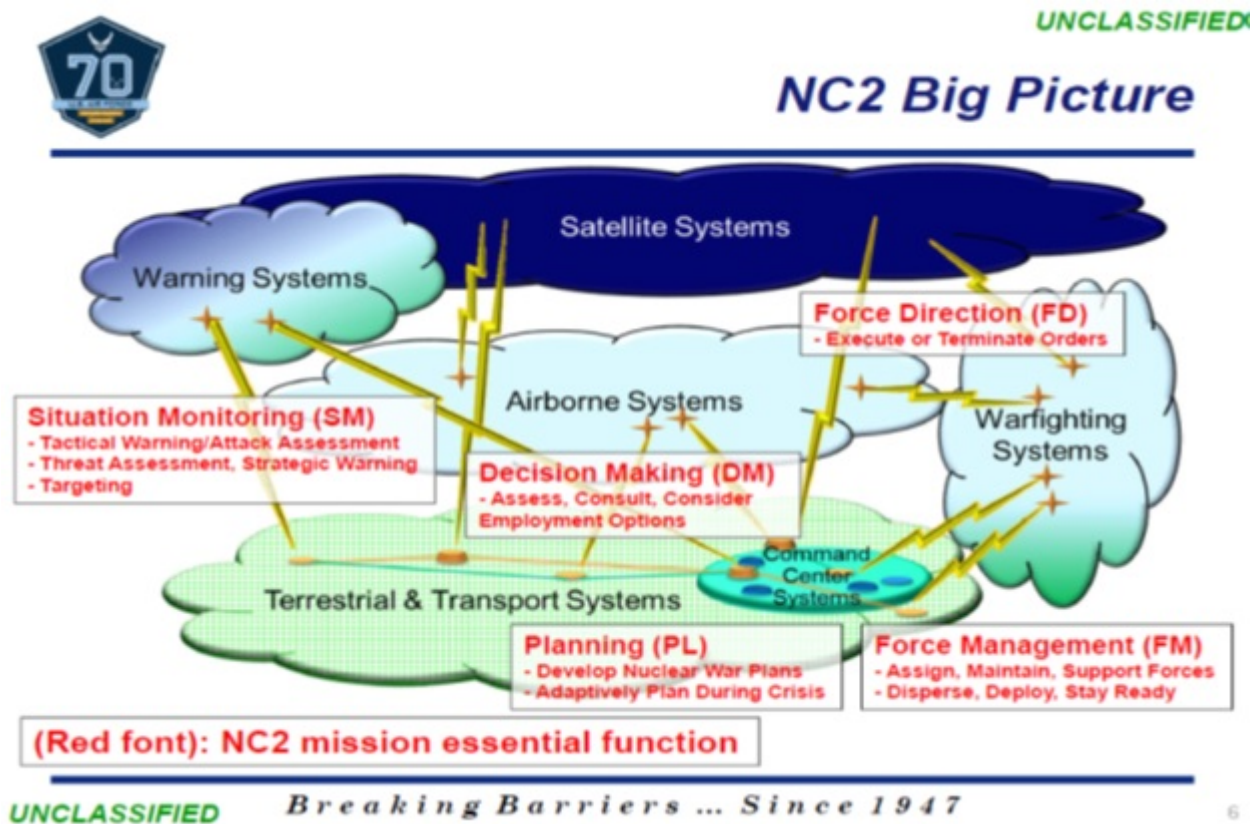 UNCLASSIFIED
70
U.S. AIR FORCE
NC2 Big Picture
Satellite Systems
Warning Systems
Force Direction (FD)
- Execute or Terminate Orders
Airborne Systems
Warfighting
Systems
Situation Monitoring (SM)
- Tactical Warning/Attack Assessment
- Threat Assessment, Strategic Warning
- Targeting
Decision Making (DM)
- Assess, Consult, Consider
Employment Options
Command
Center
Systems
Terrestrial & Transport Systems
Planning (PL)
- Develop Nuclear War Plans
- Adaptively Plan During Crisis
Force Management (FM)
- Assign, Maintain, Support Forces
- Disperse, Deploy, Stay Ready
(Red font): NC2 mission essential function
UNCLASSIFIED
Breaking Barriers ... Since 1947
6